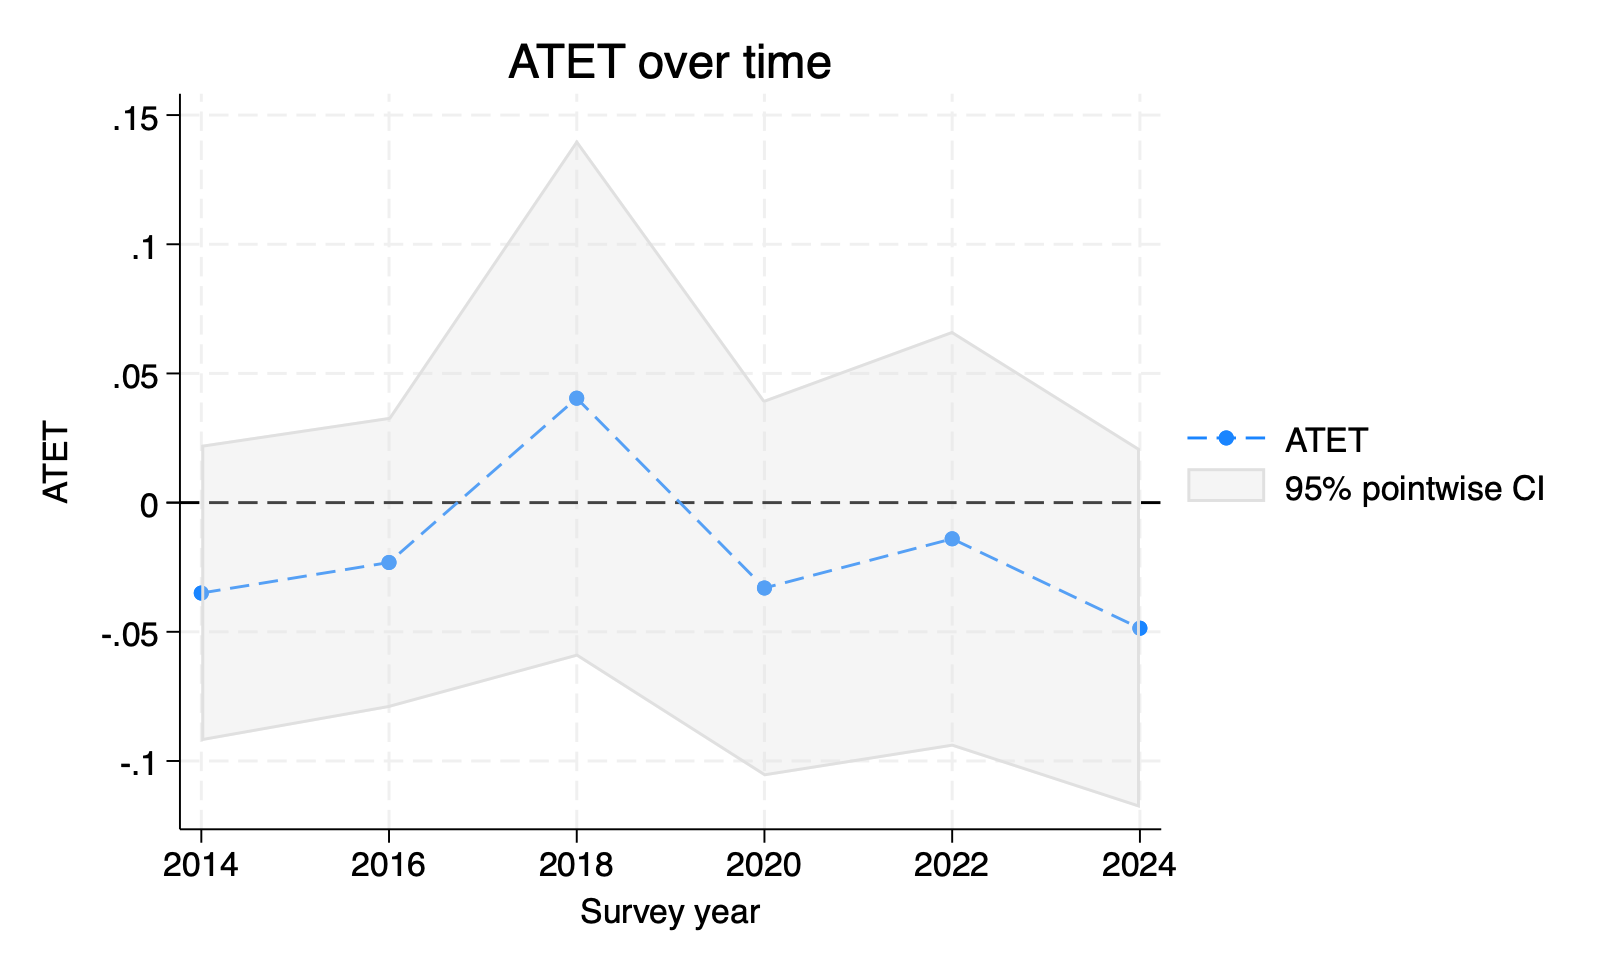 ATET over time
.15
.1
.05
0
-.05
-.1
ATET
2014 2016 2018 2020 2022 2024
Survey year
ATET
95% pointwise CI